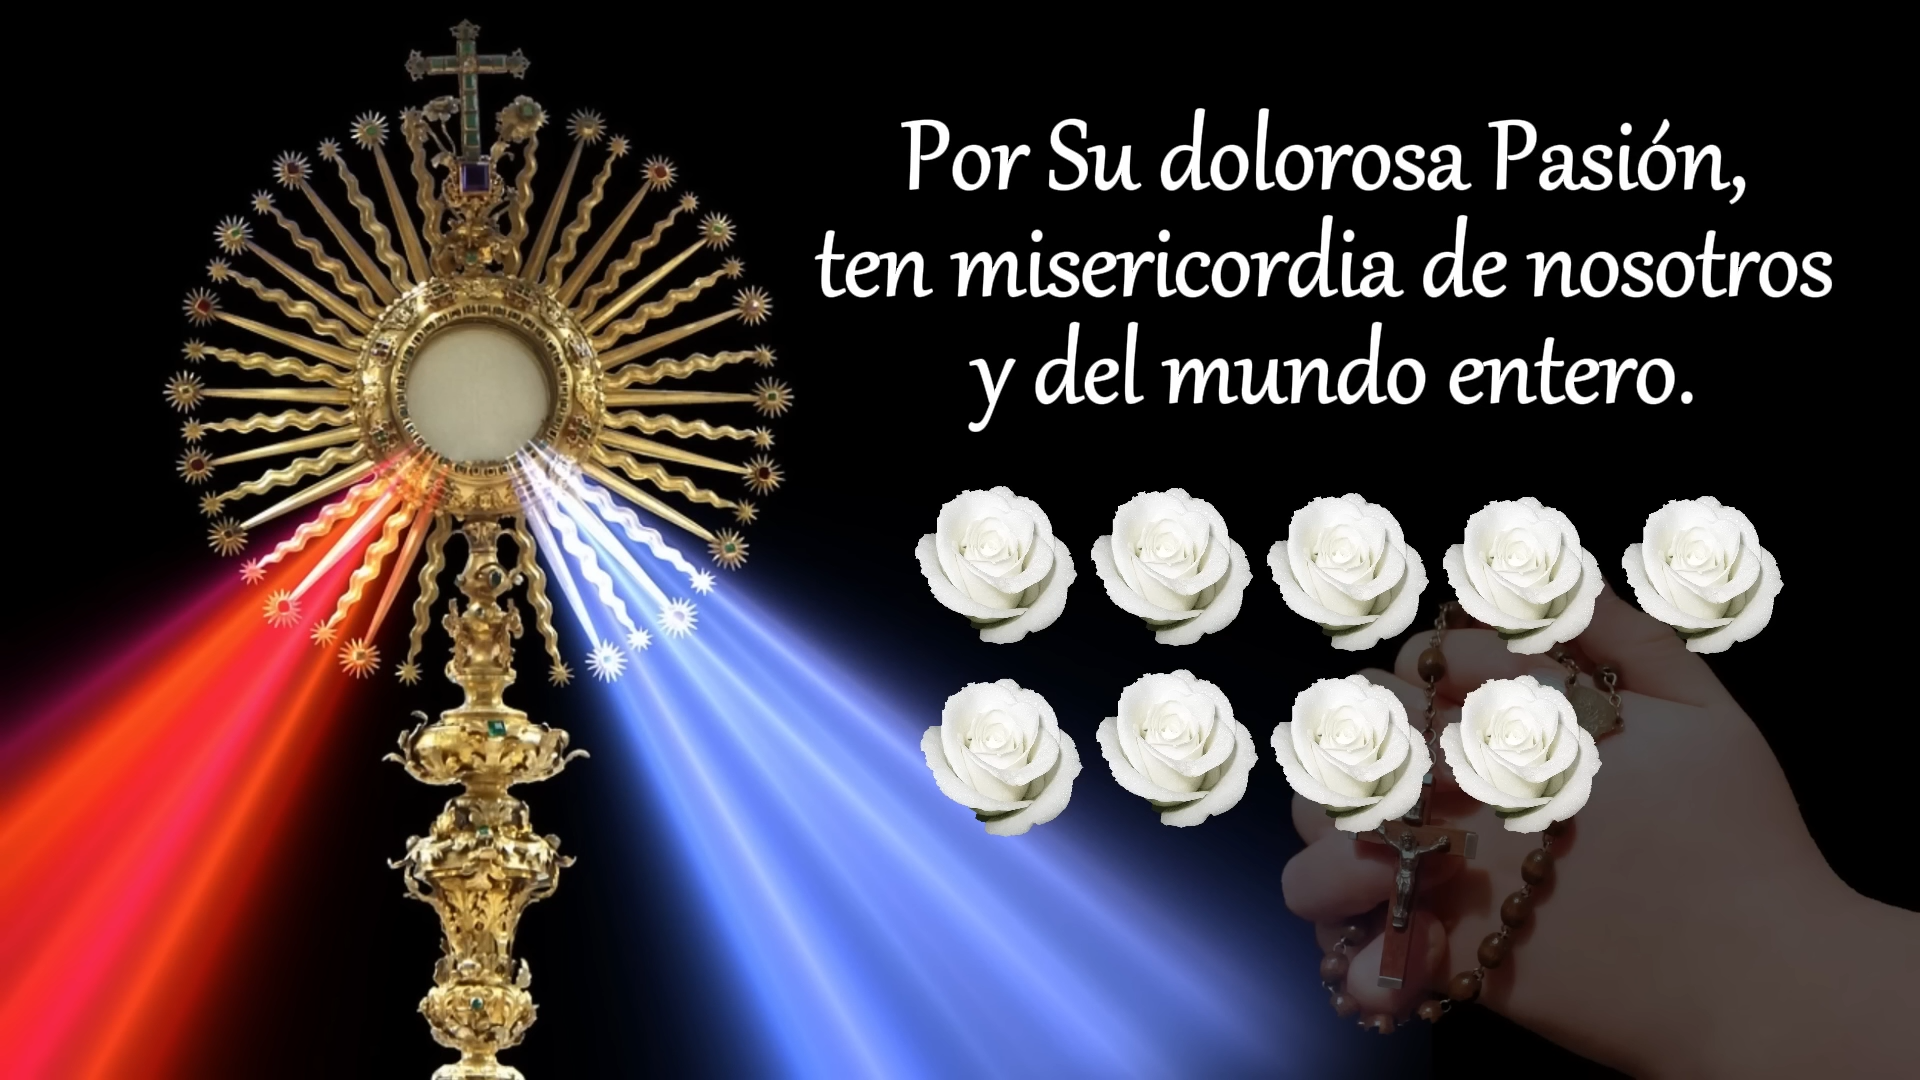 Por Su dolorosa Pasión,
ten misericordia de nosotros
y del mundo entero.